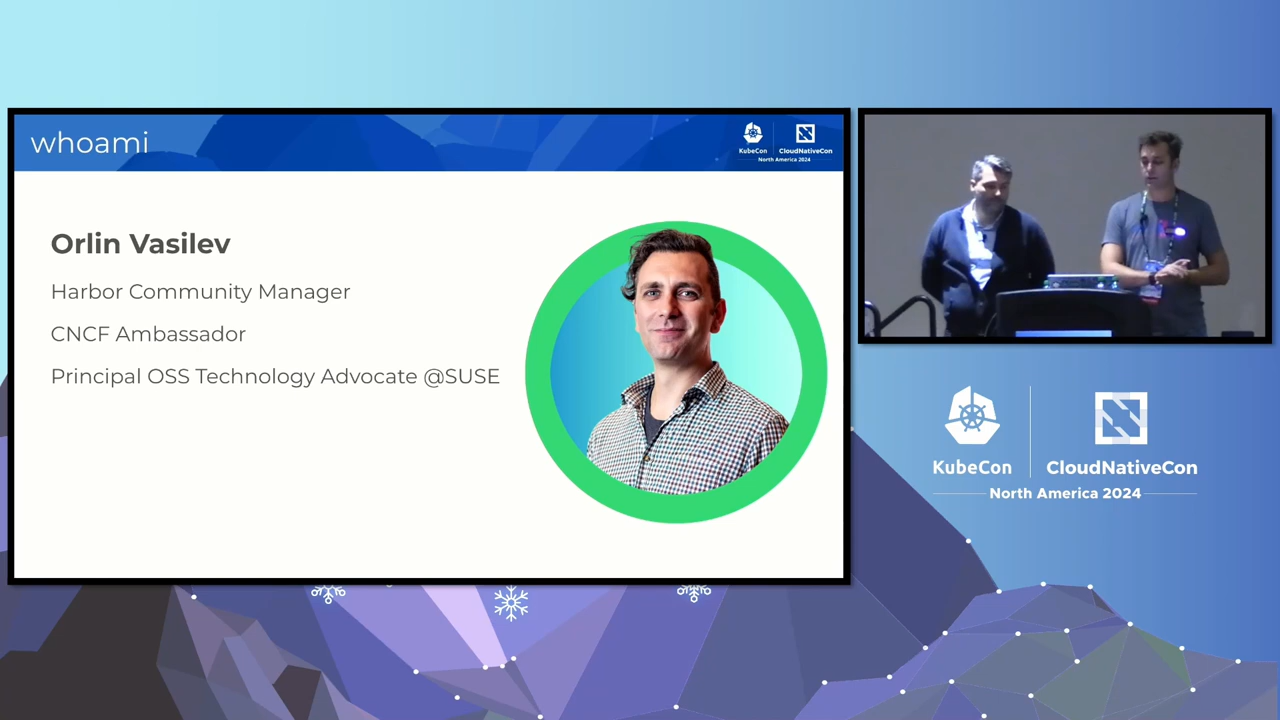 whoami
KubeCon
CloudNativeCon
North America 2024
Orlin Vasilev
Harbor Community Manager
CNCF Ambassador
Principal OSS Technology Advocate @SUSE
KubeCon
CloudNativeCon
North America 2024